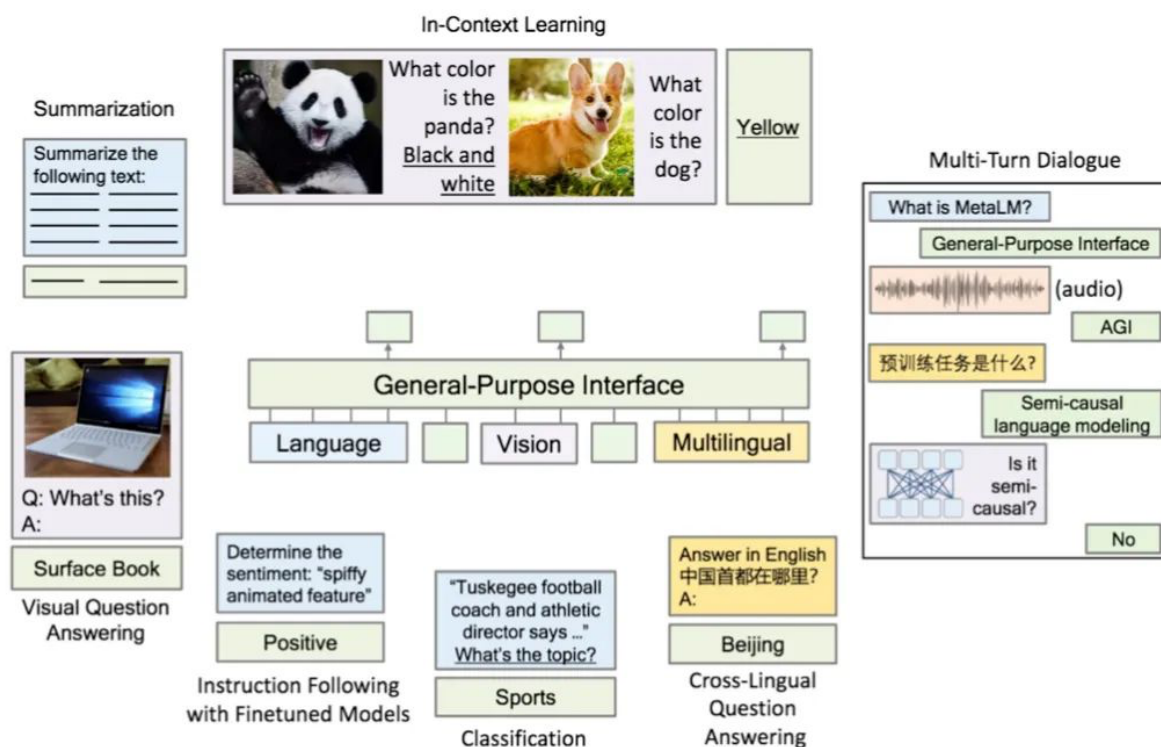 In-Context Learning
What color
is the
panda?
Black and
white
What
color
is the
dog?
Yellow
Summarization
Summarize the
following text:
Multi-Turn Dialogue
What is MetaLM?
General-Purpose Interface
(audio)
AGI
预训练任务是什么?
Semi-causal
language modeling
Is it
semi-
causal?
No
General-Purpose Interface
Language
Vision
Multilingual
Q: What's this?
A:
Surface Book
Visual Question
Answering
Determine the
sentiment: “spiffy
animated feature”
Positive
Instruction Following
with Finetuned Models
“Tuskegee football
coach and athletic
director says ...”
What's the topic?
Sports
Classification
Answer in English
中国首都在哪里?
A:
Beijing
Cross-Lingual
Question
Answering